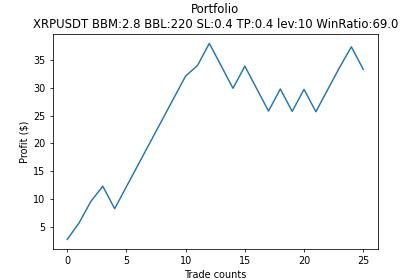 Portfolio
XRPUSDT BBM:2.8 BBL:220 SL:0.4 TP:0.4 lev:10 WinRatio:69.0
35
30
25
20
15
10
5
Profit ($)
0 5 10 15 20 25
Trade counts